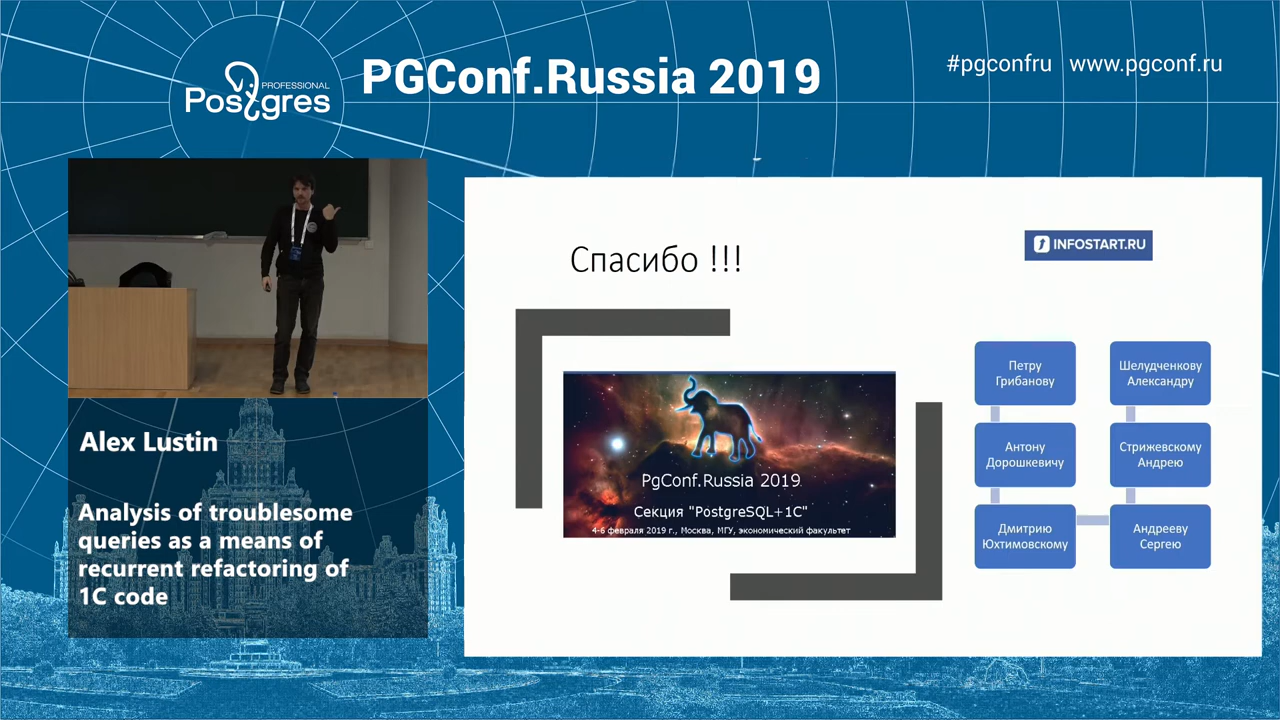 PROFESSIONAL
Postgres
PGConf.Russia 2019
#pgconfru www.pgconf.ru
Alex Lustin
Analysis of troublesome
queries as a means of
recurrent refactoring of
1C code
Спасибо !!!
INFOSTART.RU
PgConf.Russia 2019
Секция "PostgreSQL+1C"
4-6 февраля 2019 г., Москва, МГУ, экономический факультет
Петру
Грибанову
Антону
Дорошкевичу
Дмитрию
Юхтимовскому
Андрееву
Сергею
Стрижевскому
Андрею
Шелудченкову
Александру